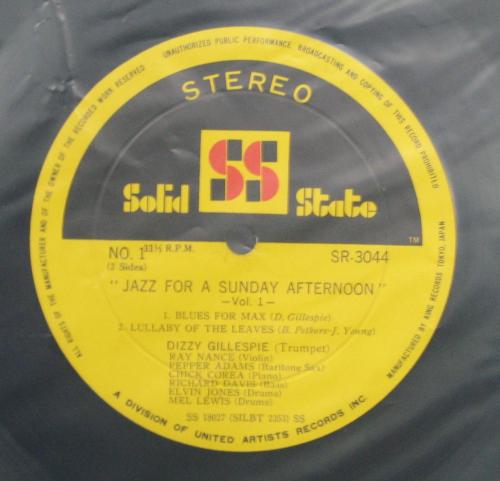 ALL RIGHTS OF THE MANUFACTURER AND OF THE OWNER OF THE RECORDED WORK RESERVED
UNAUTHORIZED PUBLIC PERFORMANCE, BROADCASTING AND COPYING OF THIS RECORD PROHIBITED
MANUFACTURED BY KING RECORDS TOKYO, JAPAN
STEREO
SS
Solid State
TM
NO. 1 33⅓ R.P.M. SR-3044
(2 Sides)
"JAZZ FOR A SUNDAY AFTERNOON"
—Vol. 1—
1. BLUES FOR MAX (D. Gillespie)
2. LULLABY OF THE LEAVES (B. Petkere-J. Young)
DIZZY GILLESPIE (Trumpet)
RAY NANCE (Violin)
PEPPER ADAMS (Baritone Sax)
CHICK COREA (Piano)
RICHARD DAVIS (Bass)
ELVIN JONES (Drums)
MEL LEWIS (Drums)
SS 18027 (SILBT 2353) SS
A DIVISION OF UNITED ARTISTS RECORDS INC.